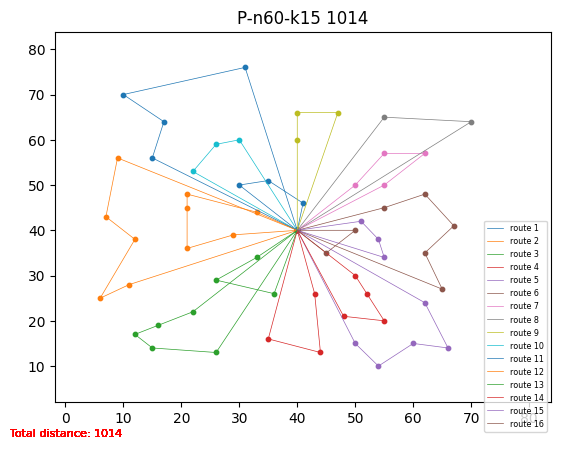 P-n60-k15 1014
80
70
60
50
40
30
20
10
0
10
20
30
40
50
60
70
80
route 1
route 2
route 3
route 4
route 5
route 6
route 7
route 8
route 9
route 10
route 11
route 12
route 13
route 14
route 15
route 16
Total distance: 1014